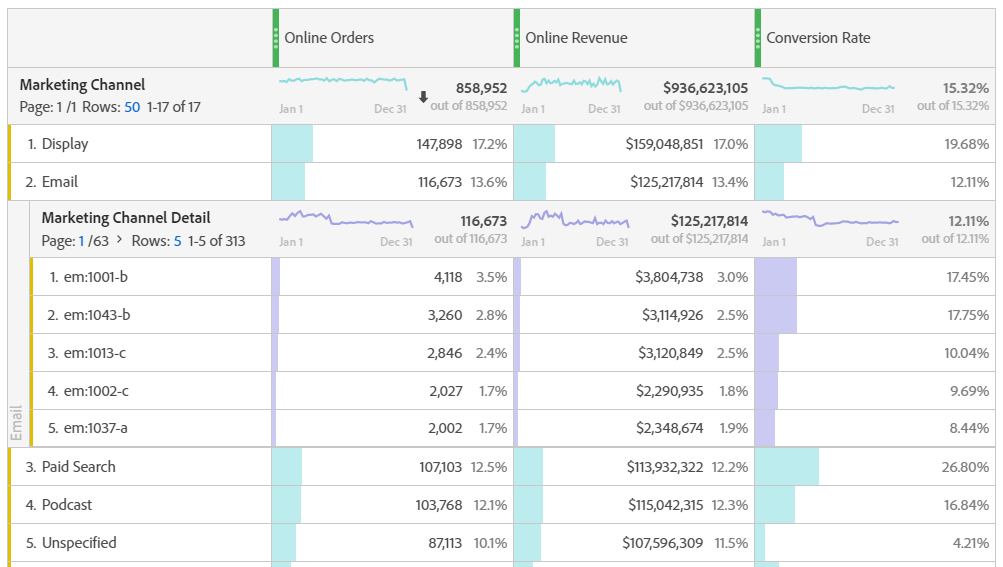 Online Orders Online Revenue Conversion Rate
Marketing Channel 858,952 $936,623,105 15.32%
Page: 1 /1 Rows: 50 1-17 of 17 Jan 1 Dec 31 out of 858,952 Jan 1 Dec 31 out of $936,623,105 Jan 1 Dec 31 out of 15.32%
1. Display 147,898 17.2% $159,048,851 17.0% 19.68%
2. Email 116,673 13.6% $125,217,814 13.4% 12.11%
Marketing Channel Detail 116,673 $125,217,814 12.11%
Page: 1 /63 > Rows: 5 1-5 of 313 Jan 1 Dec 31 out of 116,673 Jan 1 Dec 31 out of $125,217,814 Jan 1 Dec 31 out of 12.11%
1. em:1001-b 4,118 3.5% $3,804,738 3.0% 17.45%
2. em:1043-b 3,260 2.8% $3,114,926 2.5% 17.75%
3. em:1013-c 2,846 2.4% $3,120,849 2.5% 10.04%
4. em:1002-c 2,027 1.7% $2,290,935 1.8% 9.69%
5. em:1037-a 2,002 1.7% $2,348,674 1.9% 8.44%
Email
3. Paid Search 107,103 12.5% $113,932,322 12.2% 26.80%
4. Podcast 103,768 12.1% $115,042,315 12.3% 16.84%
5. Unspecified 87,113 10.1% $107,596,309 11.5% 4.21%